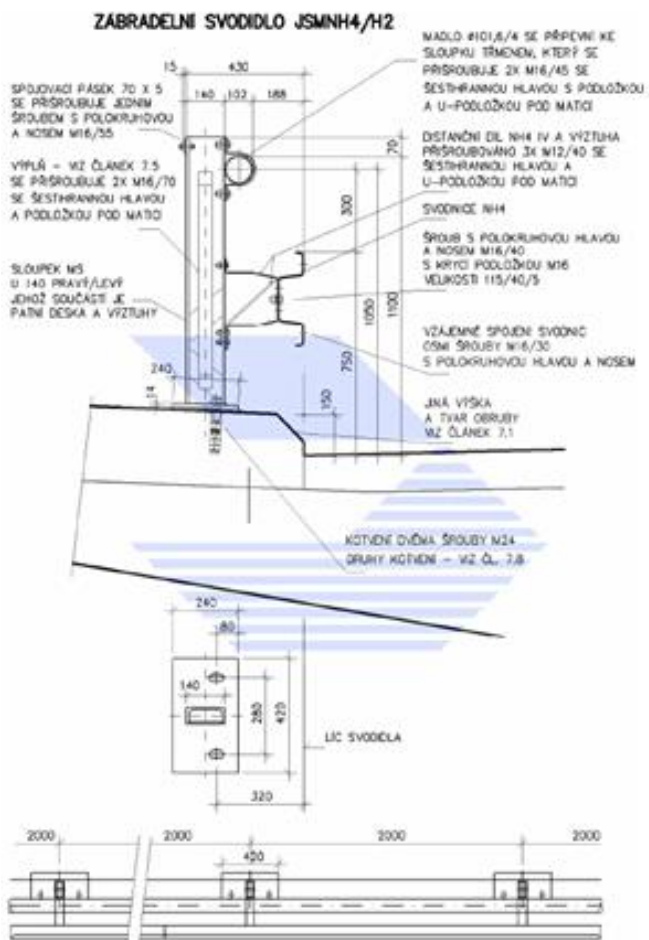 ZÁBRADELNÍ SVODIDLO JSMNH4/H2
MADLO ø101,6/4 SE PŘIPEVNÍ KE
SLOUPKU TŘMENEM, KTERÝ SE
PŘIŠROUBUJE 2X M16/45 SE
ŠESTIHRANNOU HLAVOU S PODLOŽKOU
A U-PODLOŽKOU POD MATICÍ
15
430
140
102
188
SPOJOVACÍ PÁSEK 70 X 5
SE PŘIŠROUBUJE JEDNÍM
ŠROUBEM S POLOKRUHOVOU
A NOSEM M16/55
DISTANČNÍ DÍL NH4 IV A VÝZTUHA
PŘIŠROUBOVÁNO 3X M12/40 SE
ŠESTIHRANNOU HLAVOU A
U-PODLOŽKOU POD MATICÍ
70
VÝPLŇ - VIZ ČLÁNEK 7.5
SE PŘIŠROUBUJE 2X M16/70
SE ŠESTIHRANNOU HLAVOU
A PODLOŽKOU POD MATICÍ
300
SVODNICE NH4
ŠROUB S POLOKRUHOVOU HLAVOU
A NOSEM M16/40
S KRYCÍ PODLOŽKOU M16
VELIKOSTI 115/40/5
SLOUPEK MS
U 140 PRAVÝ/LEVÝ
JEHOŽ SOUČÁSTÍ JE
PATNÍ DESKA A VÝZTUHY
1050
1100
VZÁJEMNÉ SPOJENÍ SVODNIC
OSMI ŠROUBY M16/30
S POLOKRUHOVOU HLAVOU A NOSEM
750
240
14
150
JINÁ VÝŠKA
A TVAR OBRUBY
VIZ ČLÁNEK 7.1
KOTVENÍ DVĚMA ŠROUBY M24
DRUHY KOTVENÍ - VIZ ČL. 7.8
240
80
140
280
420
LÍC SVODIDLA
320
2000
2000
2000
2000
400